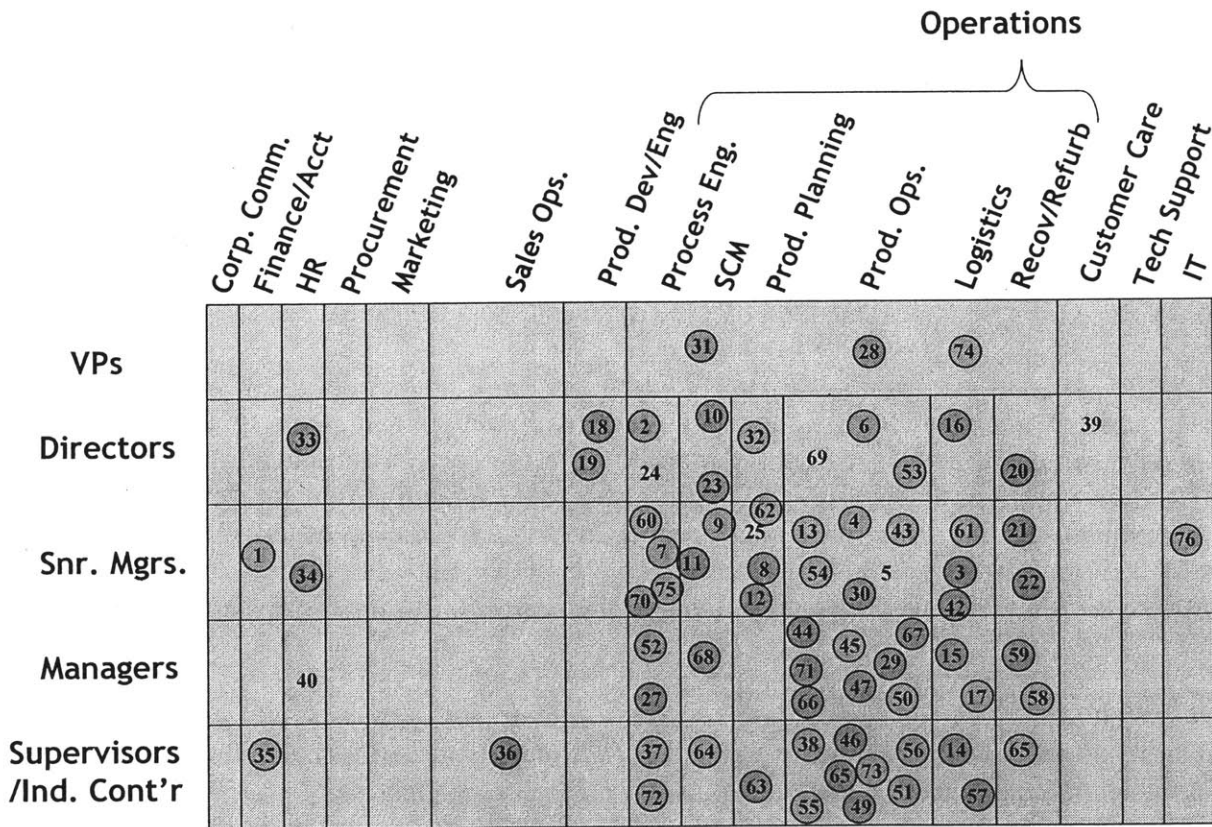 Operations
Corp. Comm.
Finance/Acct
HR
Procurement
Marketing
Sales Ops.
Prod. Dev/Eng
Process Eng.
SCM
Prod. Planning
Prod. Ops.
Logistics
Recov/Refurb
Customer Care
Tech Support
IT
VPs
31 28 74
Directors
33 18 19 2 24 10 23 32 69 6 53 16 20 39
Snr. Mgrs.
1 34 60 7 75 70 11 9 62 25 8 12 13 54 4 43 5 30 61 3 42 21 22 76
Managers
40 52 27 68 44 71 66 45 67 29 47 50 15 17 59 58
Supervisors
/Ind. Cont'r
35 36 37 72 64 63 38 55 46 65 73 49 56 51 14 57 65